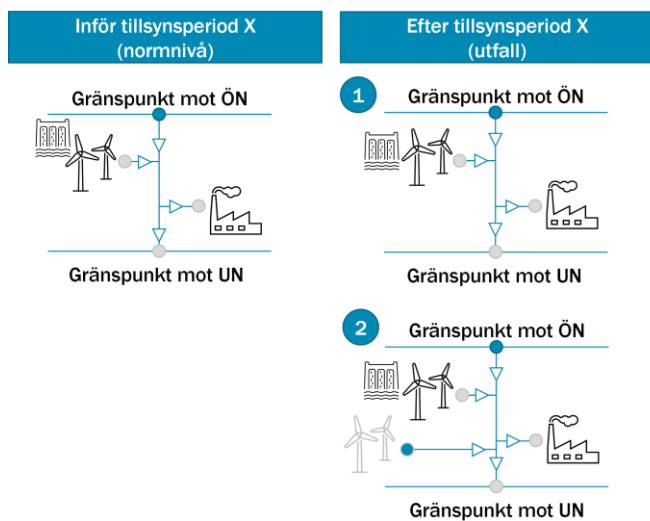 Inför tillsynsperiod X
(normnivå)
Gränspunkt mot ÖN
Gränspunkt mot UN
Efter tillsynsperiod X
(utfall)
1
Gränspunkt mot ÖN
Gränspunkt mot UN
2
Gränspunkt mot ÖN
Gränspunkt mot UN